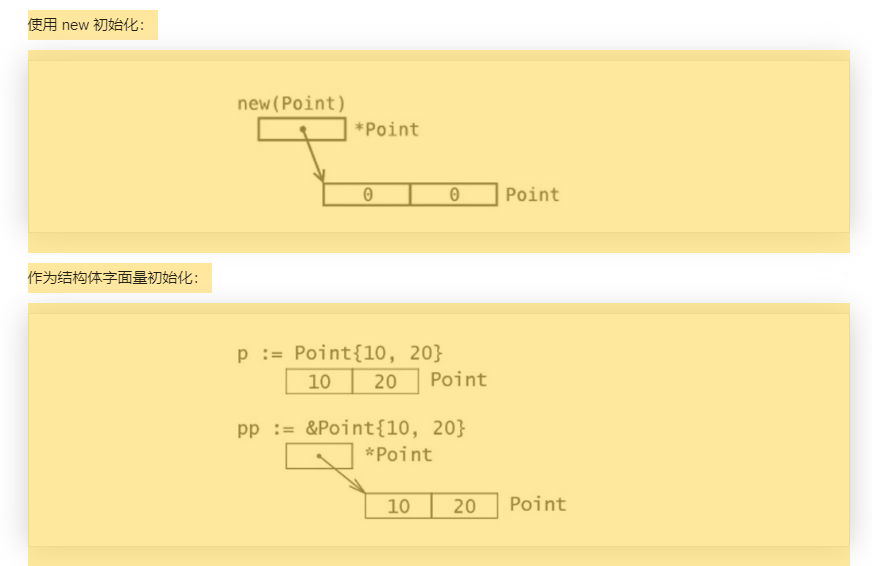 使用 new 初始化：
new(Point)
*Point
0 0 Point
作为结构体字面量初始化：
p := Point{10, 20}
10 20 Point
pp := &Point{10, 20}
*Point
10 20 Point